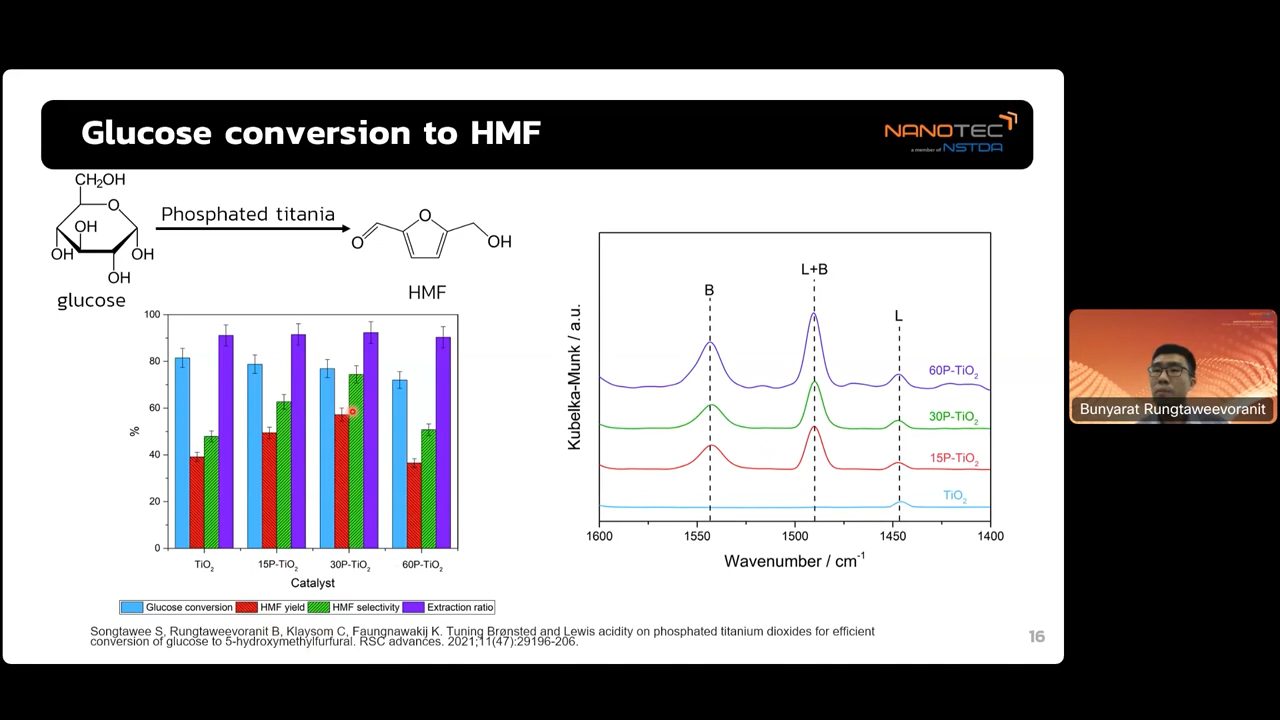 Glucose conversion to HMF
NANOTEC
a member of NSTDA
CH2OH
O
OH
OH
OH
OH
glucose
Phosphated titania
O
O
OH
HMF
100
80
60
40
20
0
%
TiO2
15P-TiO2
30P-TiO2
60P-TiO2
Catalyst
Glucose conversion
HMF yield
HMF selectivity
Extraction ratio
Kubelka-Munk / a.u.
B
L+B
L
60P-TiO2
30P-TiO2
15P-TiO2
TiO2
1600
1550
1500
1450
1400
Wavenumber / cm-1
Songtawee S, Rungtaweevoranit B, Klaysom C, Faungnawakij K. Tuning Brønsted and Lewis acidity on phosphated titanium dioxides for efficient
conversion of glucose to 5-hydroxymethylfurfural. RSC advances. 2021;11(47):29196-206.
16
Bunyarat Rungtaweevoranit